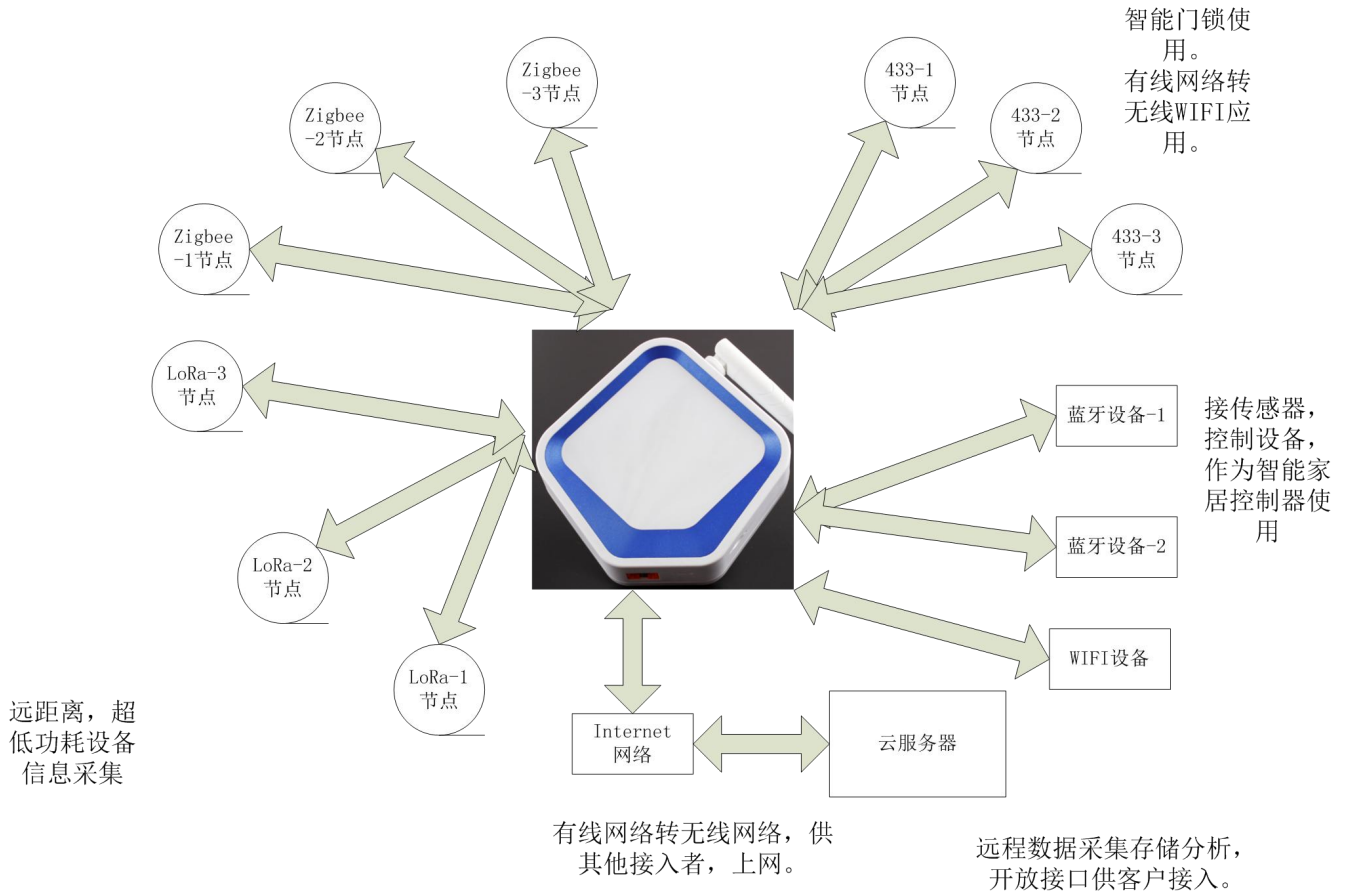 智能门锁使
用。
有线网络转
无线WIFI应
用。
Zigbee
-3节点
433-1
节点
Zigbee
-2节点
433-2
节点
Zigbee
-1节点
433-3
节点
LoRa-3
节点
蓝牙设备-1
接传感器，
控制设备，
作为智能家
居控制器使
用
蓝牙设备-2
LoRa-2
节点
WIFI设备
LoRa-1
节点
远距离，超
低功耗设备
信息采集
Internet
网络
云服务器
有线网络转无线网络，供
其他接入者，上网。
远程数据采集存储分析，
开放接口供客户接入。